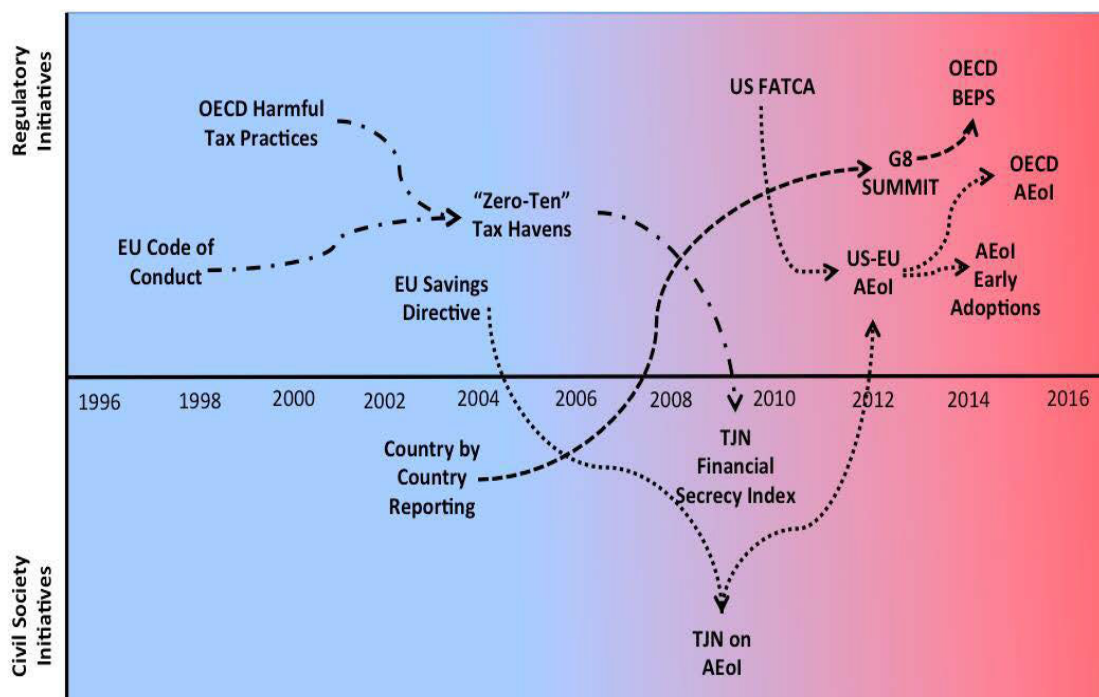 Regulatory
Initiatives
OECD Harmful
Tax Practices
US FATCA
OECD
BEPS
G8
SUMMIT
OECD
AEoI
"Zero-Ten"
Tax Havens
EU Code of
Conduct
EU Savings
Directive
US-EU
AEoI
AEoI
Early
Adoptions
1996 1998 2000 2002 2004 2006 2008 2010 2012 2014 2016
Country by
Country
Reporting
TJN
Financial
Secrecy Index
TJN on
AEoI
Civil Society
Initiatives